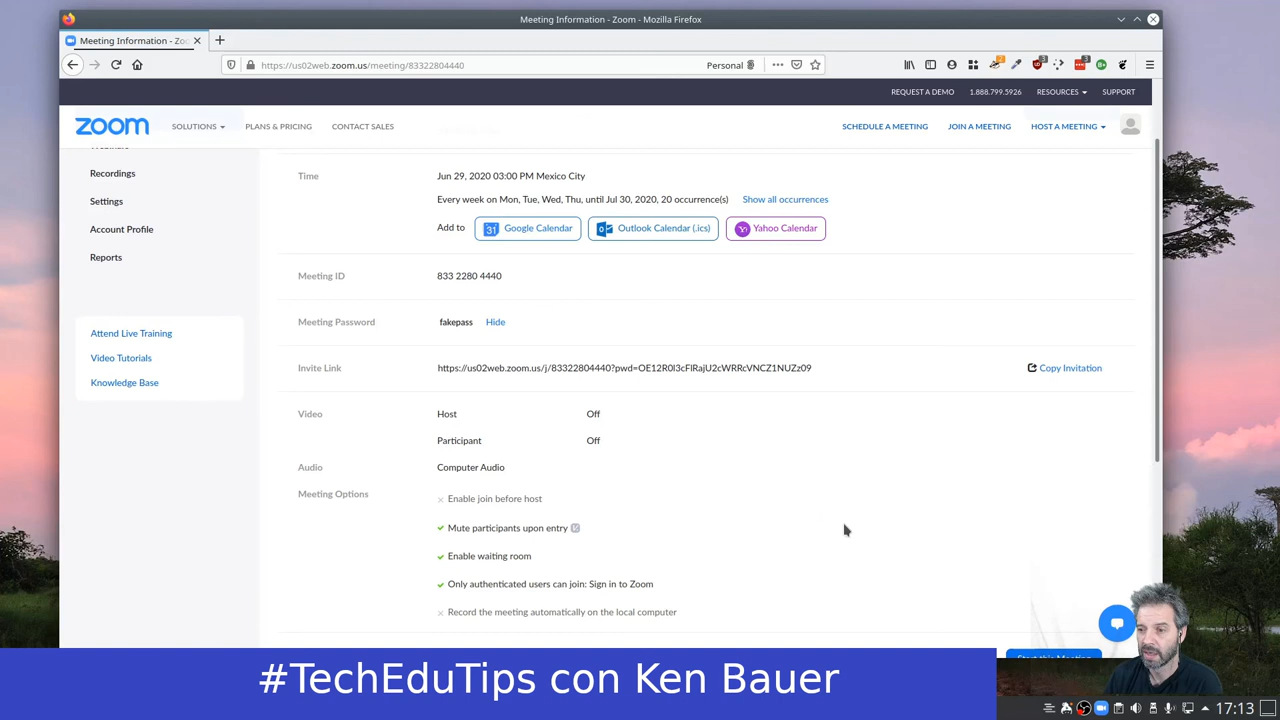 Meeting Information - Zoom - Mozilla Firefox
Meeting Information - Zo
https://us02web.zoom.us/meeting/83322804440
Personal
REQUEST A DEMO 1.888.799.5926 RESOURCES SUPPORT
zoom SOLUTIONS PLANS & PRICING CONTACT SALES SCHEDULE A MEETING JOIN A MEETING HOST A MEETING
Recordings
Settings
Account Profile
Reports
Attend Live Training
Video Tutorials
Knowledge Base
Time Jun 29, 2020 03:00 PM Mexico City
Every week on Mon, Tue, Wed, Thu, until Jul 30, 2020, 20 occurrence(s) Show all occurrences
Add to 31 Google Calendar Outlook Calendar (.ics) Yahoo Calendar
Meeting ID 833 2280 4440
Meeting Password fakepass Hide
Invite Link https://us02web.zoom.us/j/83322804440?pwd=OE12R0l3cFlRajU2cWRRcVNCZ1NUZz09 Copy Invitation
Video Host Off
Participant Off
Audio Computer Audio
Meeting Options
Enable join before host
Mute participants upon entry
Enable waiting room
Only authenticated users can join: Sign in to Zoom
Record the meeting automatically on the local computer
#TechEduTips con Ken Bauer
17:13